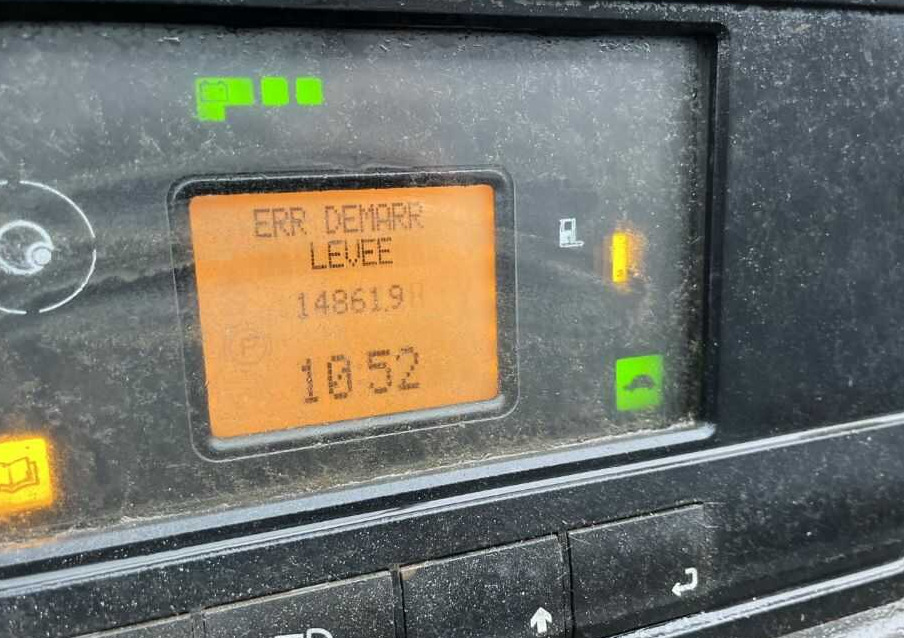 ERR DEMARR
LEVEE
14861.9 H
10 52